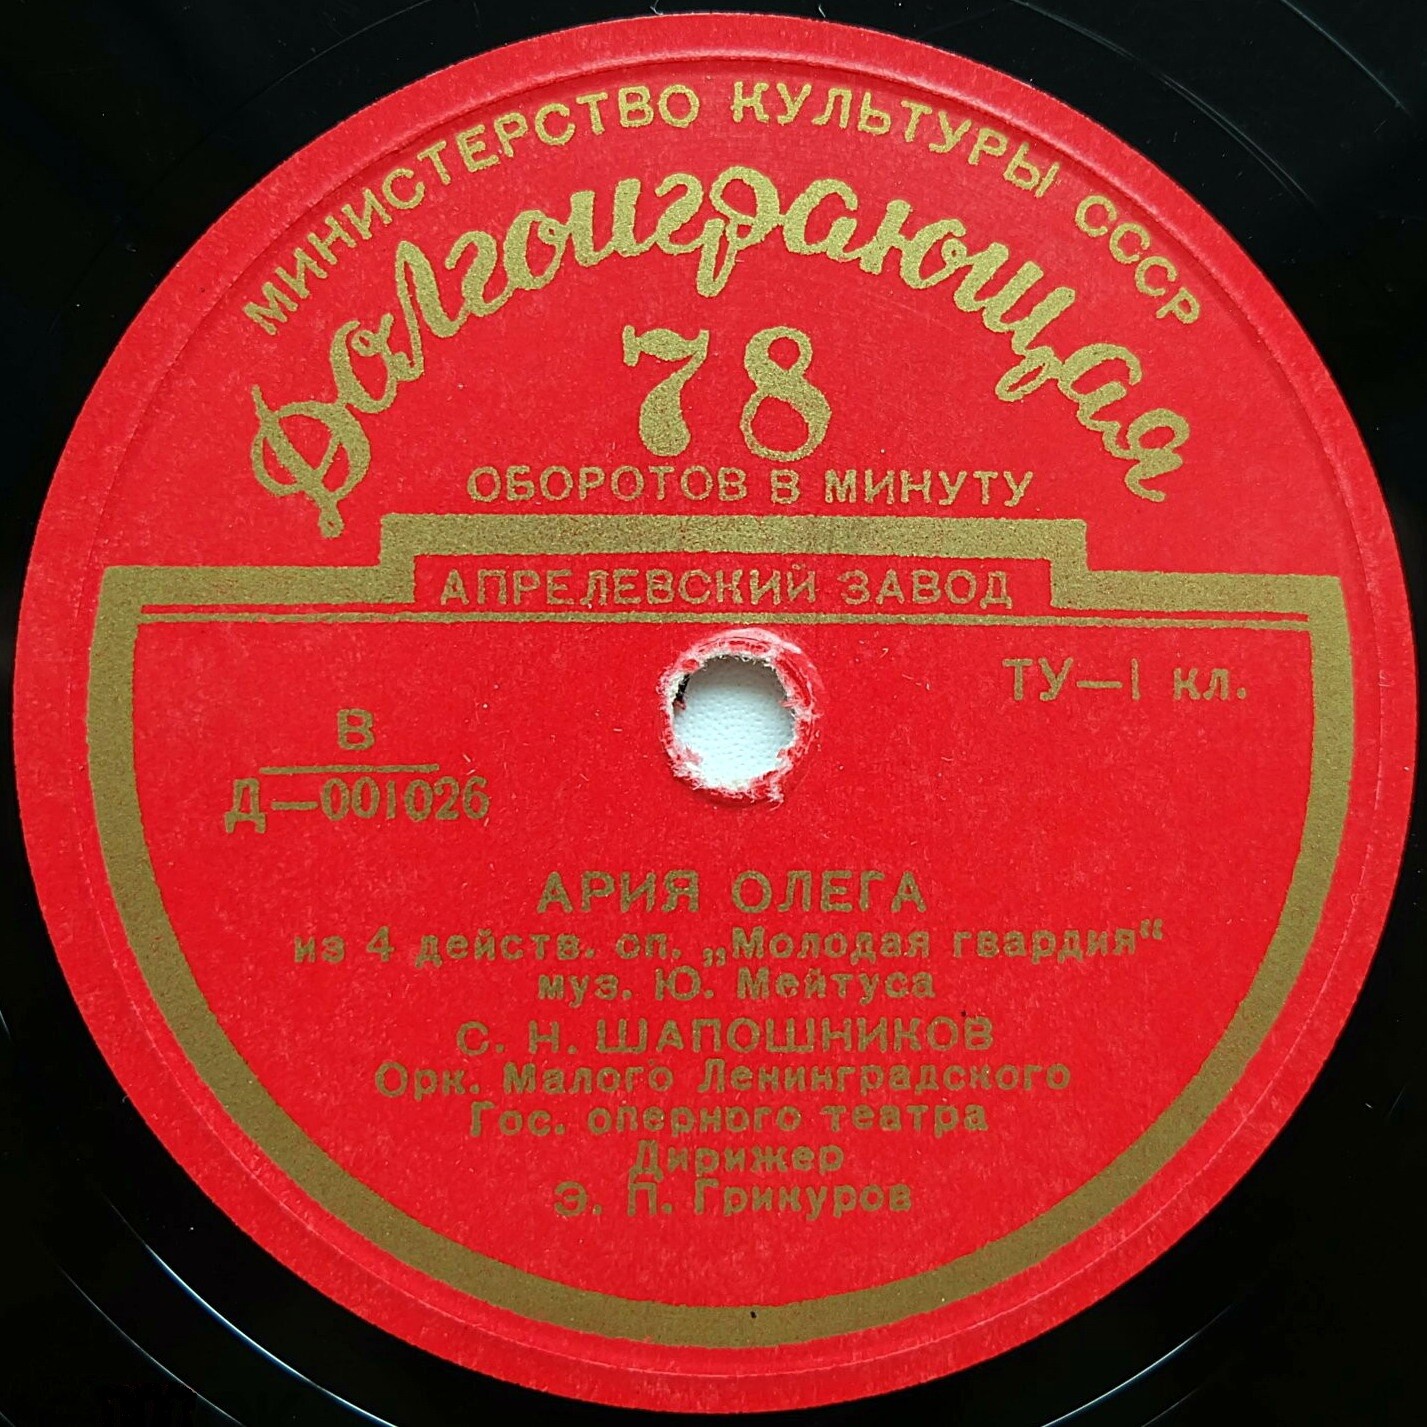 МИНИСТЕРСТВО КУЛЬТУРЫ СССР
Долгоиграющая
78
ОБОРОТОВ В МИНУТУ
АПРЕЛЕВСКИЙ ЗАВОД
ТУ—1 кл.
В
Д—001026
АРИЯ ОЛЕГА
из 4 действ. оп. „Молодая гвардия“
муз. Ю. Мейтуса
С. Н. ШАПОШНИКОВ
Орк. Малого Ленинградского
Гос. оперного театра
Дирижер
Э. П. Грикуров